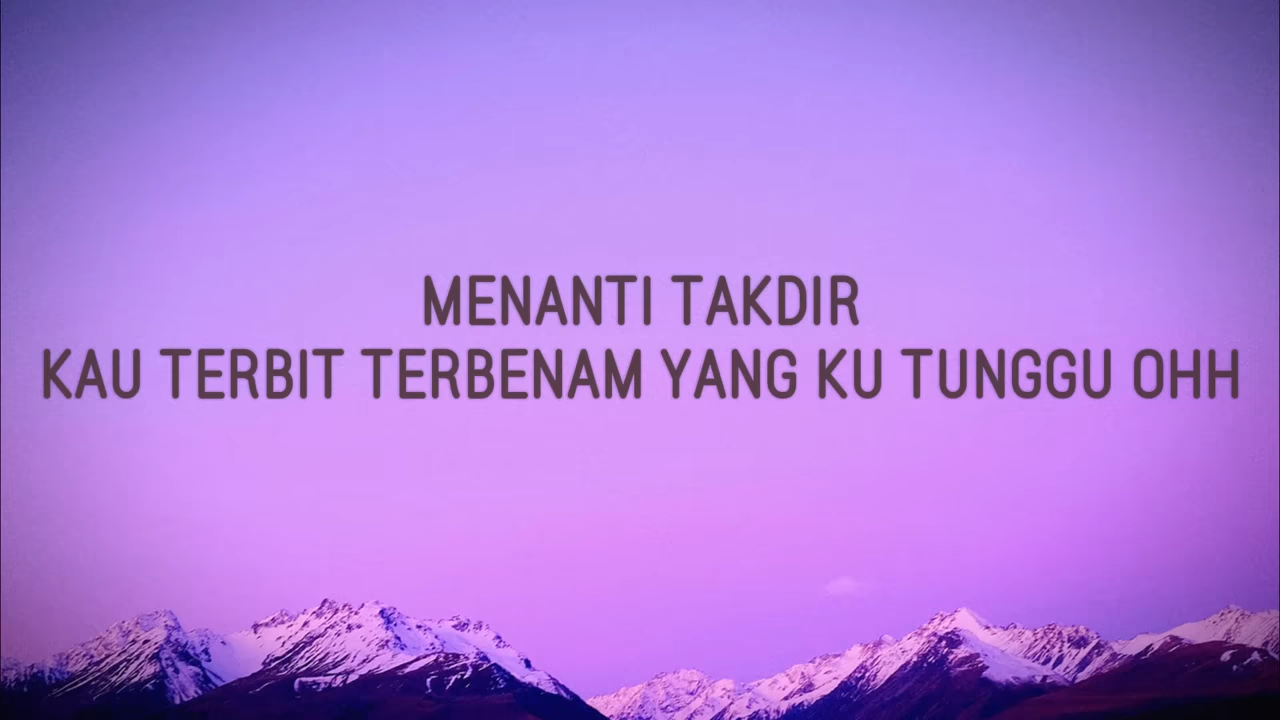 MENANTI TAKDIR
KAU TERBIT TERBENAM YANG KU TUNGGU OHH